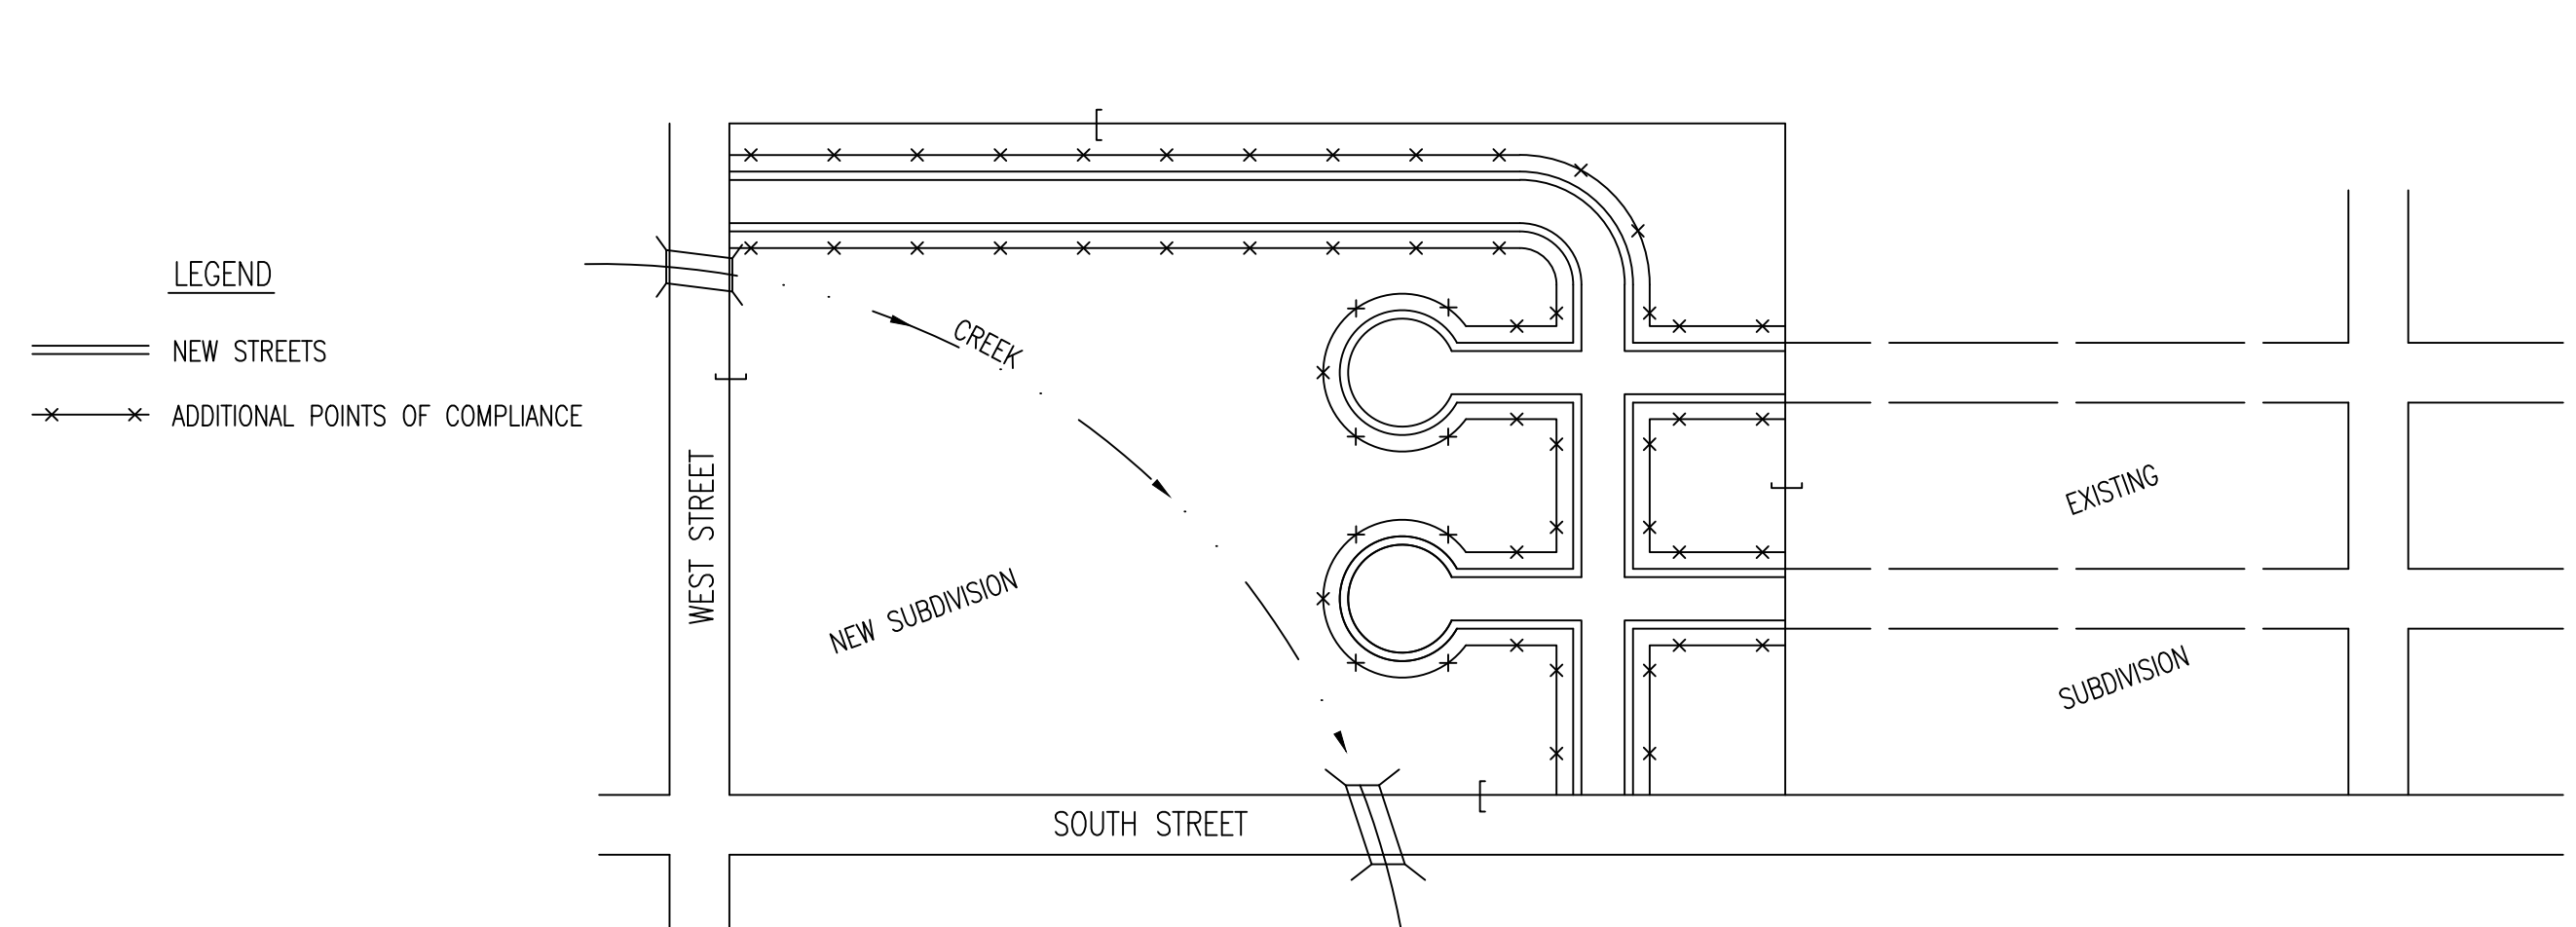 LEGEND
NEW STREETS
ADDITIONAL POINTS OF COMPLIANCE
WEST STREET
CREEK
NEW SUBDIVISION
SOUTH STREET
EXISTING
SUBDIVISION